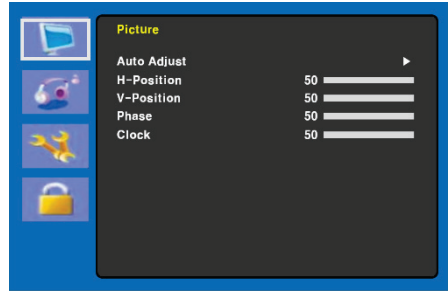 Picture
Auto Adjust ►
H-Position 50
V-Position 50
Phase 50
Clock 50